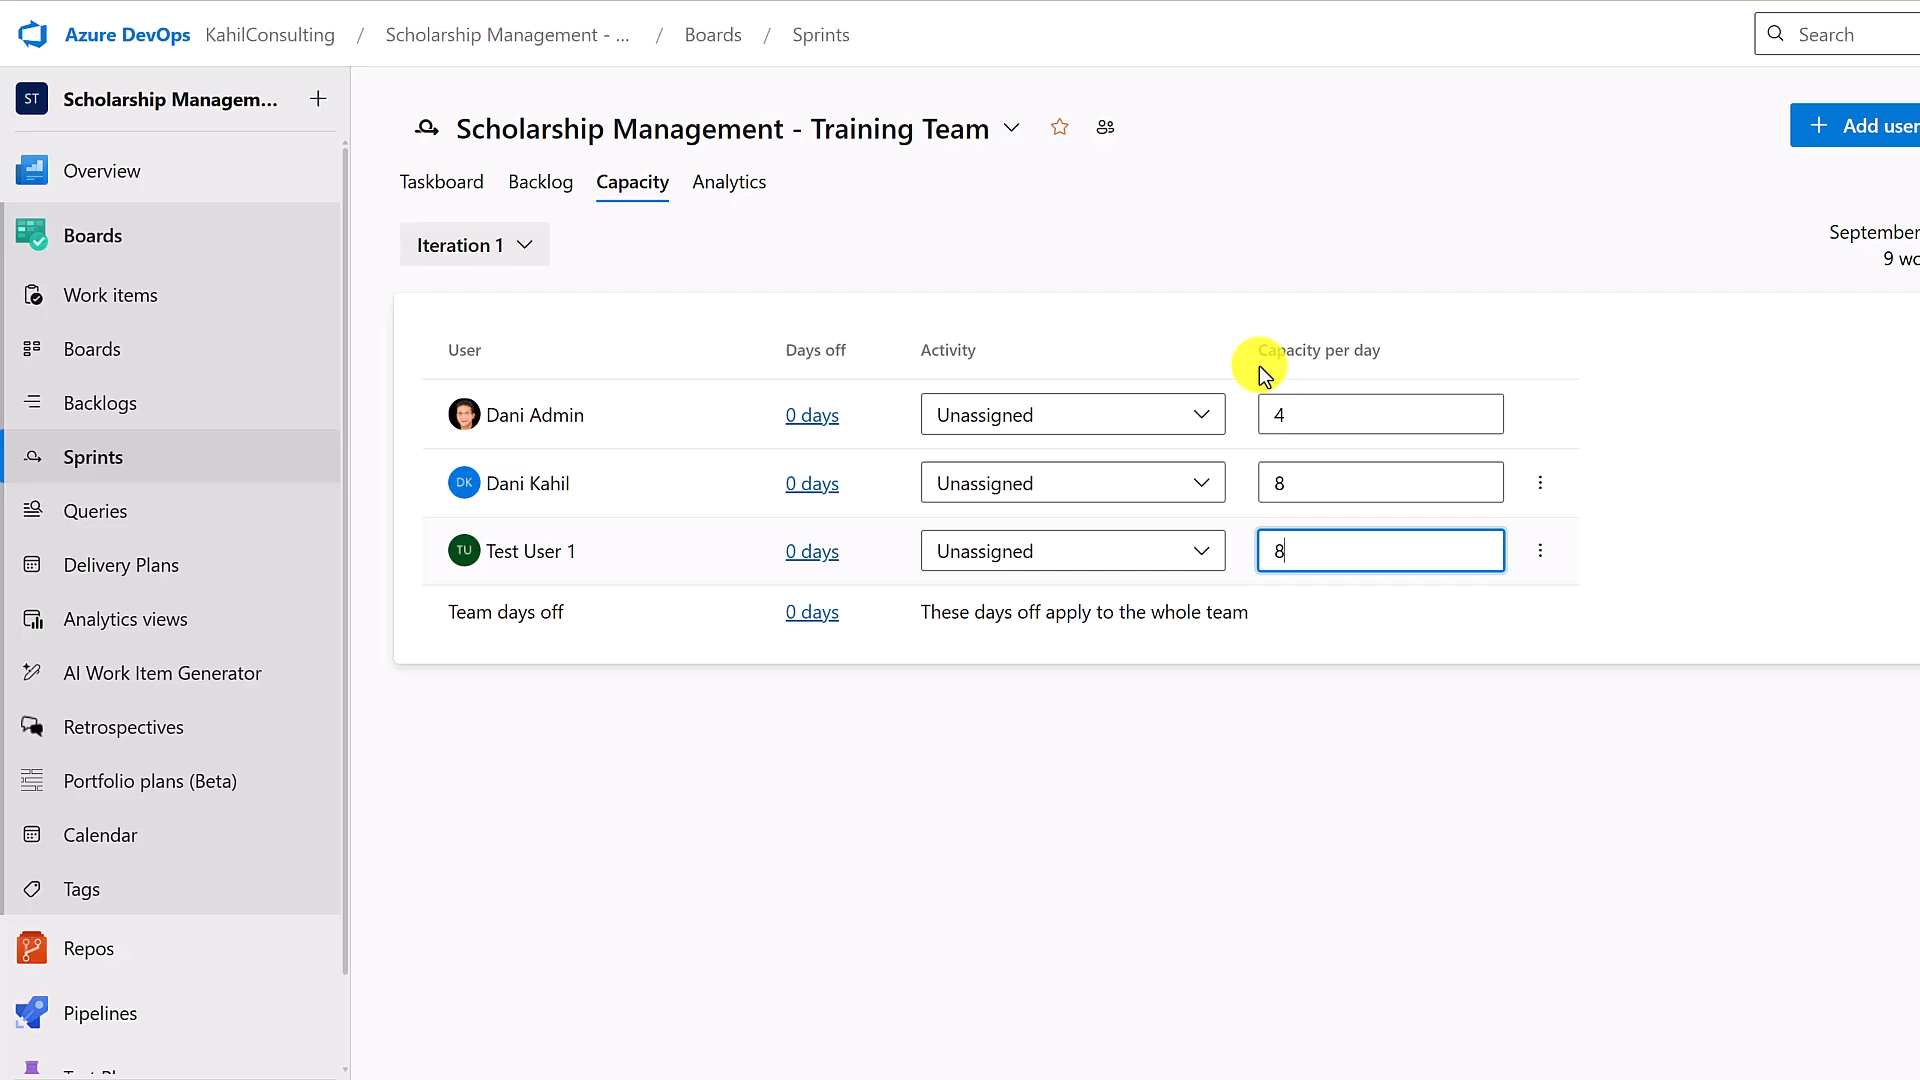 Azure DevOps KahilConsulting / Scholarship Management - ... / Boards / Sprints
Search
ST Scholarship Managem... +
Overview
Boards
Work items
Boards
Backlogs
Sprints
Queries
Delivery Plans
Analytics views
AI Work Item Generator
Retrospectives
Portfolio plans (Beta)
Calendar
Tags
Repos
Pipelines
Scholarship Management - Training Team
+ Add user
Taskboard Backlog Capacity Analytics
Iteration 1
September
9 wo
User Days off Activity Capacity per day
Dani Admin 0 days Unassigned 4
DK Dani Kahil 0 days Unassigned 8
TU Test User 1 0 days Unassigned 8
Team days off 0 days These days off apply to the whole team